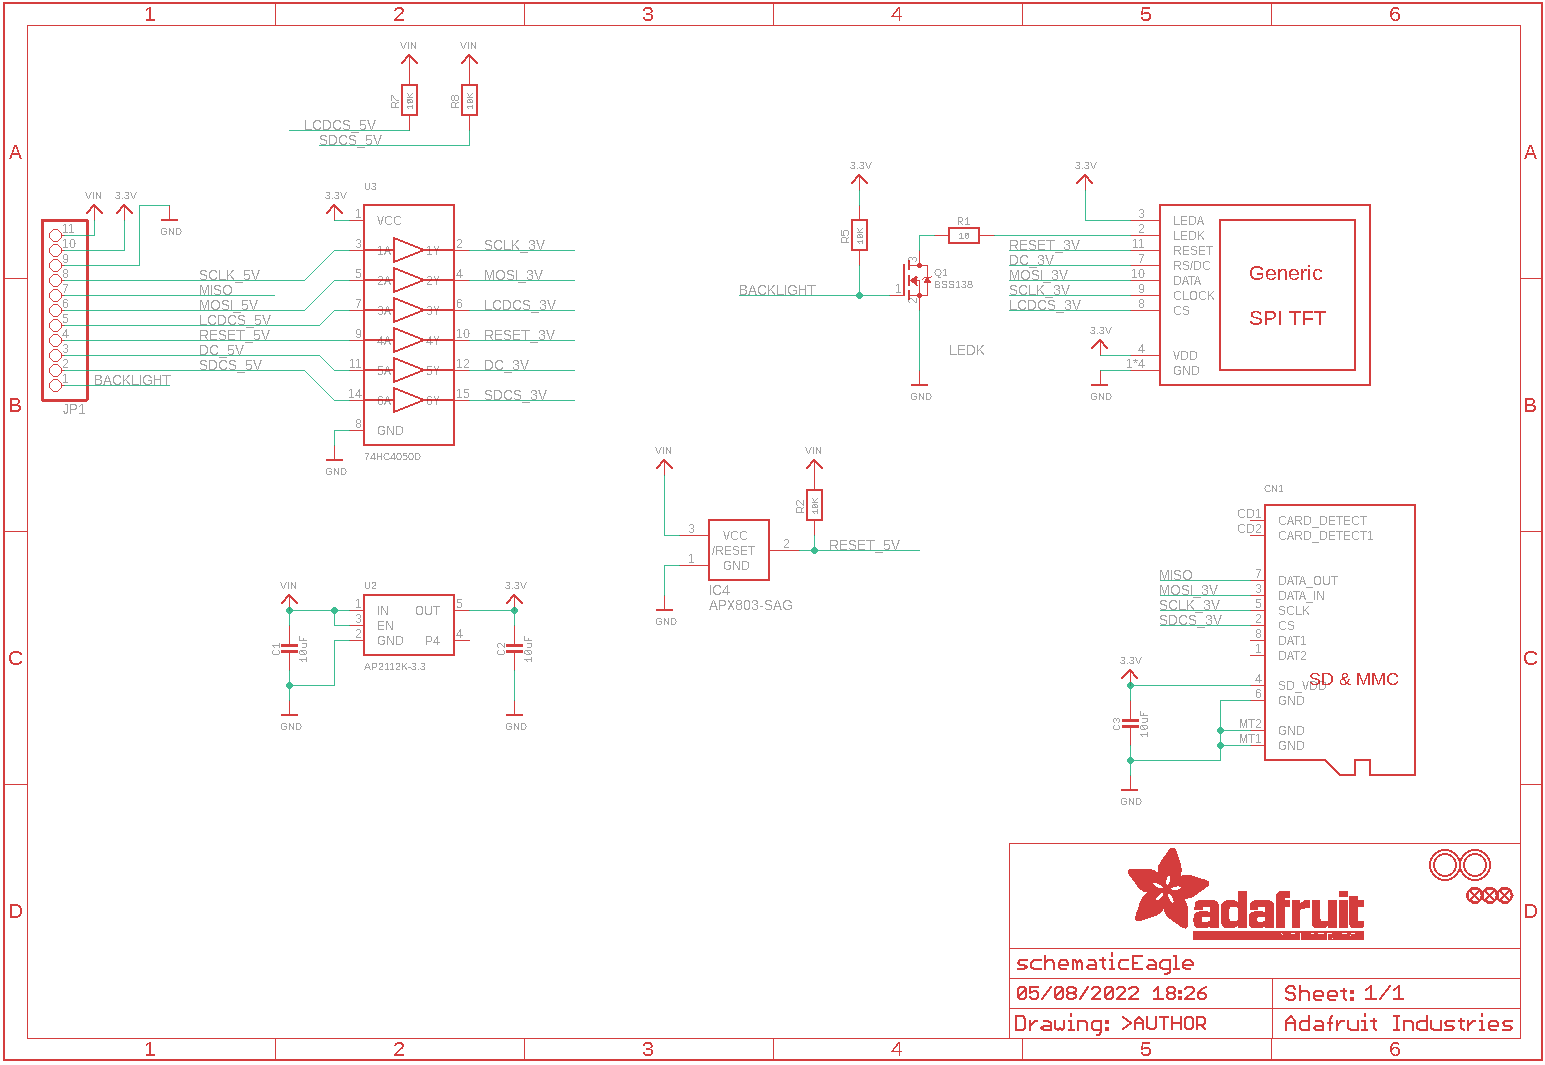 1 2 3 4 5 6
A
B
C
D
VIN
VIN
R7
10K
R8
10K
LCDCS_5V
SDCS_5V
VIN
3.3V
GND
11
10
9
8
7
6
5
4
3
2
1
SCLK_5V
MISO
MOSI_5V
LCDCS_5V
RESET_5V
DC_5V
SDCS_5V
BACKLIGHT
JP1
U3
3.3V
1 VCC
3 1A 1Y 2 SCLK_3V
5 2A 2Y 4 MOSI_3V
7 3A 3Y 6 LCDCS_3V
9 4A 4Y 10 RESET_3V
11 5A 5Y 12 DC_3V
14 6A 6Y 15 SDCS_3V
8 GND
GND
74HC4050D
3.3V
R5
10K
R1
10
BACKLIGHT
1
3
2
Q1
BSS138
GND
LEDK
3.3V
3 LEDA
2 LEDK
RESET_3V 11 RESET
DC_3V 7 RS/DC
MOSI_3V 10 DATA
SCLK_3V 9 CLOCK
LCDCS_3V 8 CS
3.3V
4 VDD
1*4 GND
GND
Generic
SPI TFT
VIN
VIN
R2
10K
3 VCC
/RESET 2 RESET_5V
1 GND
GND
IC4
APX803-SAG
VIN
U2
3.3V
1 IN OUT 5
3 EN
2 GND P4 4
AP2112K-3.3
C1
10uF
GND
C2
10uF
GND
CN1
CD1 CARD_DETECT
CD2 CARD_DETECT1
MISO 7 DATA_OUT
MOSI_3V 3 DATA_IN
SCLK_3V 5 SCLK
SDCS_3V 2 CS
8 DAT1
1 DAT2
3.3V
4 SD_VDD
SD & MMC
6 GND
MT2 GND
MT1 GND
C3
10uF
GND
adafruit
schematicEagle
05/08/2022 18:26
Sheet: 1/1
Drawing: >AUTHOR
Adafruit Industries
A
B
C
D
1 2 3 4 5 6